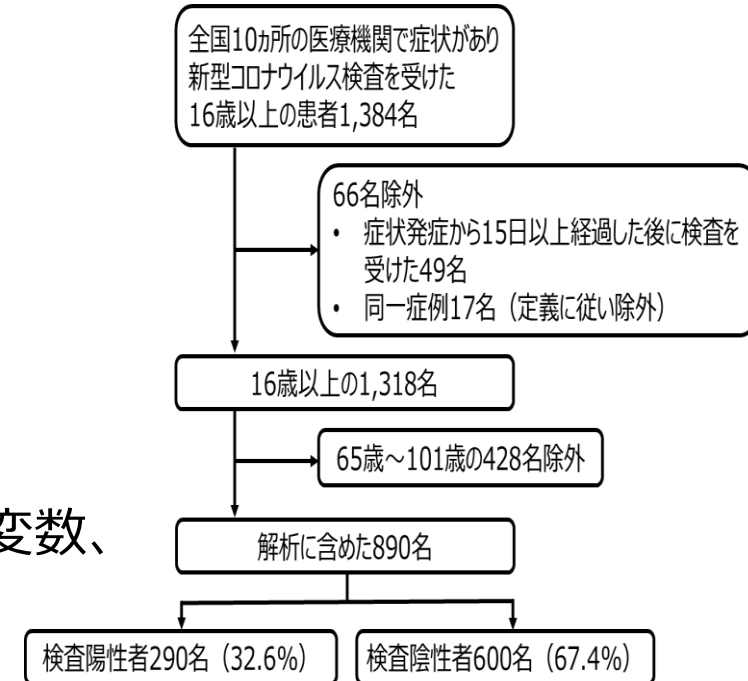 全国10ヵ所の医療機関で症状があり
新型コロナウイルス検査を受けた
16歳以上の患者1,384名
66名除外
• 症状発症から15日以上経過した後に検査を
受けた49名
• 同一症例17名（定義に従い除外）
16歳以上の1,318名
65歳～101歳の428名除外
変数、
解析に含めた890名
検査陽性者290名（32.6%）
検査陰性者600名（67.4%）